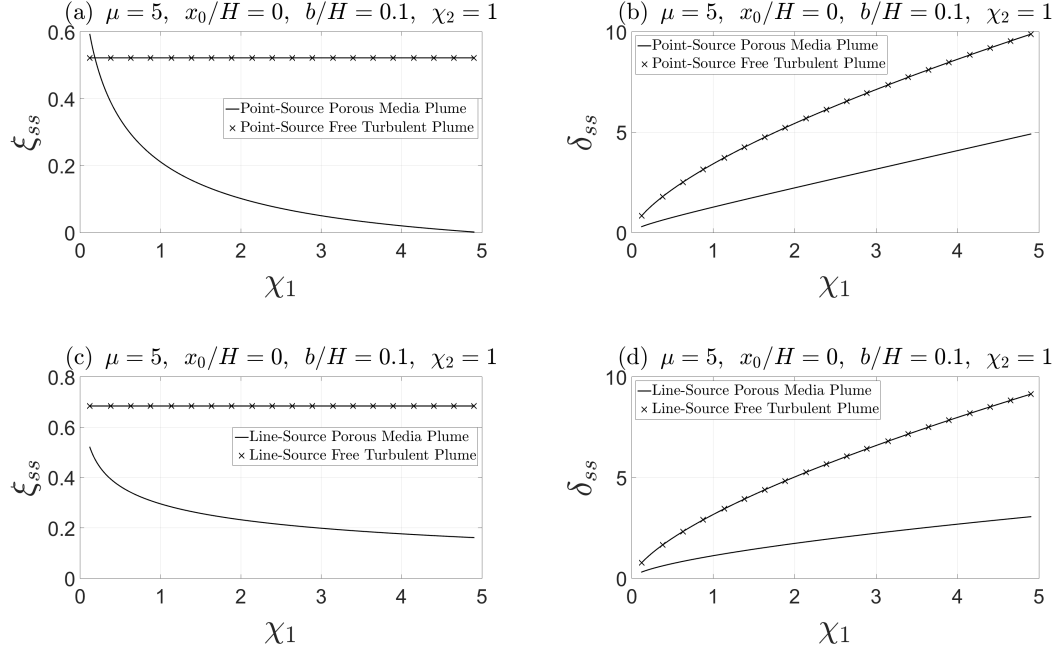 (a) μ = 5, x₀/H = 0, b/H = 0.1, χ₂ = 1
0.6
0.4
0.2
0
ξss
Point-Source Porous Media Plume
Point-Source Free Turbulent Plume
0 1 2 3 4 5
χ₁
(b) μ = 5, x₀/H = 0, b/H = 0.1, χ₂ = 1
10
5
0
δss
Point-Source Porous Media Plume
Point-Source Free Turbulent Plume
0 1 2 3 4 5
χ₁
(c) μ = 5, x₀/H = 0, b/H = 0.1, χ₂ = 1
0.8
0.6
0.4
0.2
0
ξss
Line-Source Porous Media Plume
Line-Source Free Turbulent Plume
0 1 2 3 4 5
χ₁
(d) μ = 5, x₀/H = 0, b/H = 0.1, χ₂ = 1
10
5
0
δss
Line-Source Porous Media Plume
Line-Source Free Turbulent Plume
0 1 2 3 4 5
χ₁